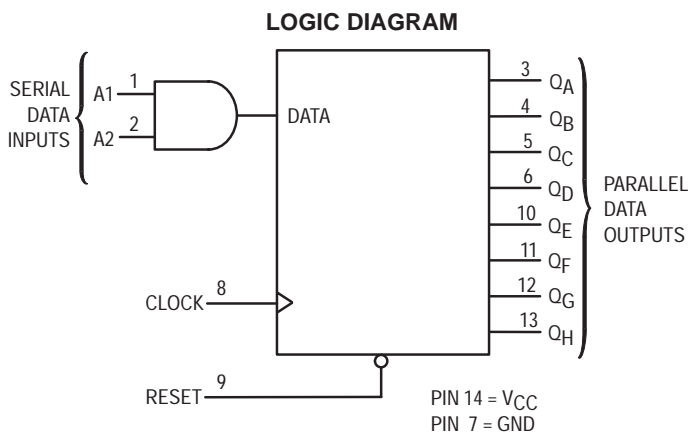 LOGIC DIAGRAM
SERIAL
DATA
INPUTS
A1
1
A2
2
DATA
CLOCK
8
RESET
9
3
QA
4
QB
5
QC
6
QD
10
QE
11
QF
12
QG
13
QH
PARALLEL
DATA
OUTPUTS
PIN 14 = VCC
PIN 7 = GND